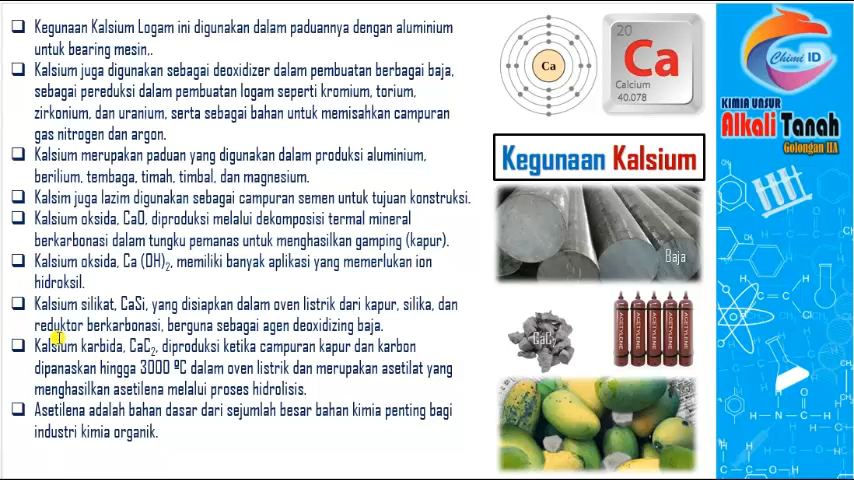 Kegunaan Kalsium Logam ini digunakan dalam paduannya dengan aluminium
untuk bearing mesin..
Kalsium juga digunakan sebagai deoxidizer dalam pembuatan berbagai baja,
sebagai pereduksi dalam pembuatan logam seperti kromium, torium,
zirkonium, dan uranium, serta sebagai bahan untuk memisahkan campuran
gas nitrogen dan argon.
Kalsium merupakan paduan yang digunakan dalam produksi aluminium,
berilium, tembaga, timah, timbal, dan magnesium.
Kalsim juga lazim digunakan sebagai campuran semen untuk tujuan konstruksi.
Kalsium oksida, CaO, diproduksi melalui dekomposisi termal mineral
berkarbonasi dalam tungku pemanas untuk menghasilkan gamping (kapur).
Kalsium oksida, Ca (OH)₂, memiliki banyak aplikasi yang memerlukan ion
hidroksil.
Kalsium silikat, CaSi, yang disiapkan dalam oven listrik dari kapur, silika, dan
reduktor berkarbonasi, berguna sebagai agen deoxidizing baja.
Kalsium karbida, CaC₂, diproduksi ketika campuran kapur dan karbon
dipanaskan hingga 3000 ºC dalam oven listrik dan merupakan asetilat yang
menghasilkan asetilena melalui proses hidrolisis.
Asetilena adalah bahan dasar dari sejumlah besar bahan kimia penting bagi
industri kimia organik.
Ca
20
Ca
Calcium
40.078
Kegunaan Kalsium
Baja
CaC₂
ACETYLENE
ACETYLENE
ACETYLENE
ACETYLENE
ACETYLENE
Chimi ID
KIMIA UNSUR
Alkali Tanah
Golongan IIA
H
N
C
H